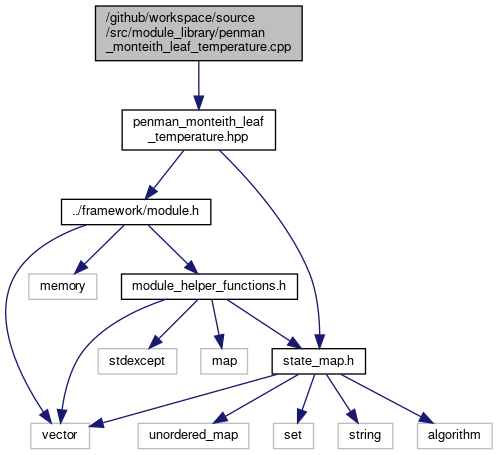 /github/workspace/source
/src/module_library/penman
_monteith_leaf_temperature.cpp
penman_monteith_leaf
_temperature.hpp
../framework/module.h
memory
module_helper_functions.h
stdexcept
map
state_map.h
vector
unordered_map
set
string
algorithm